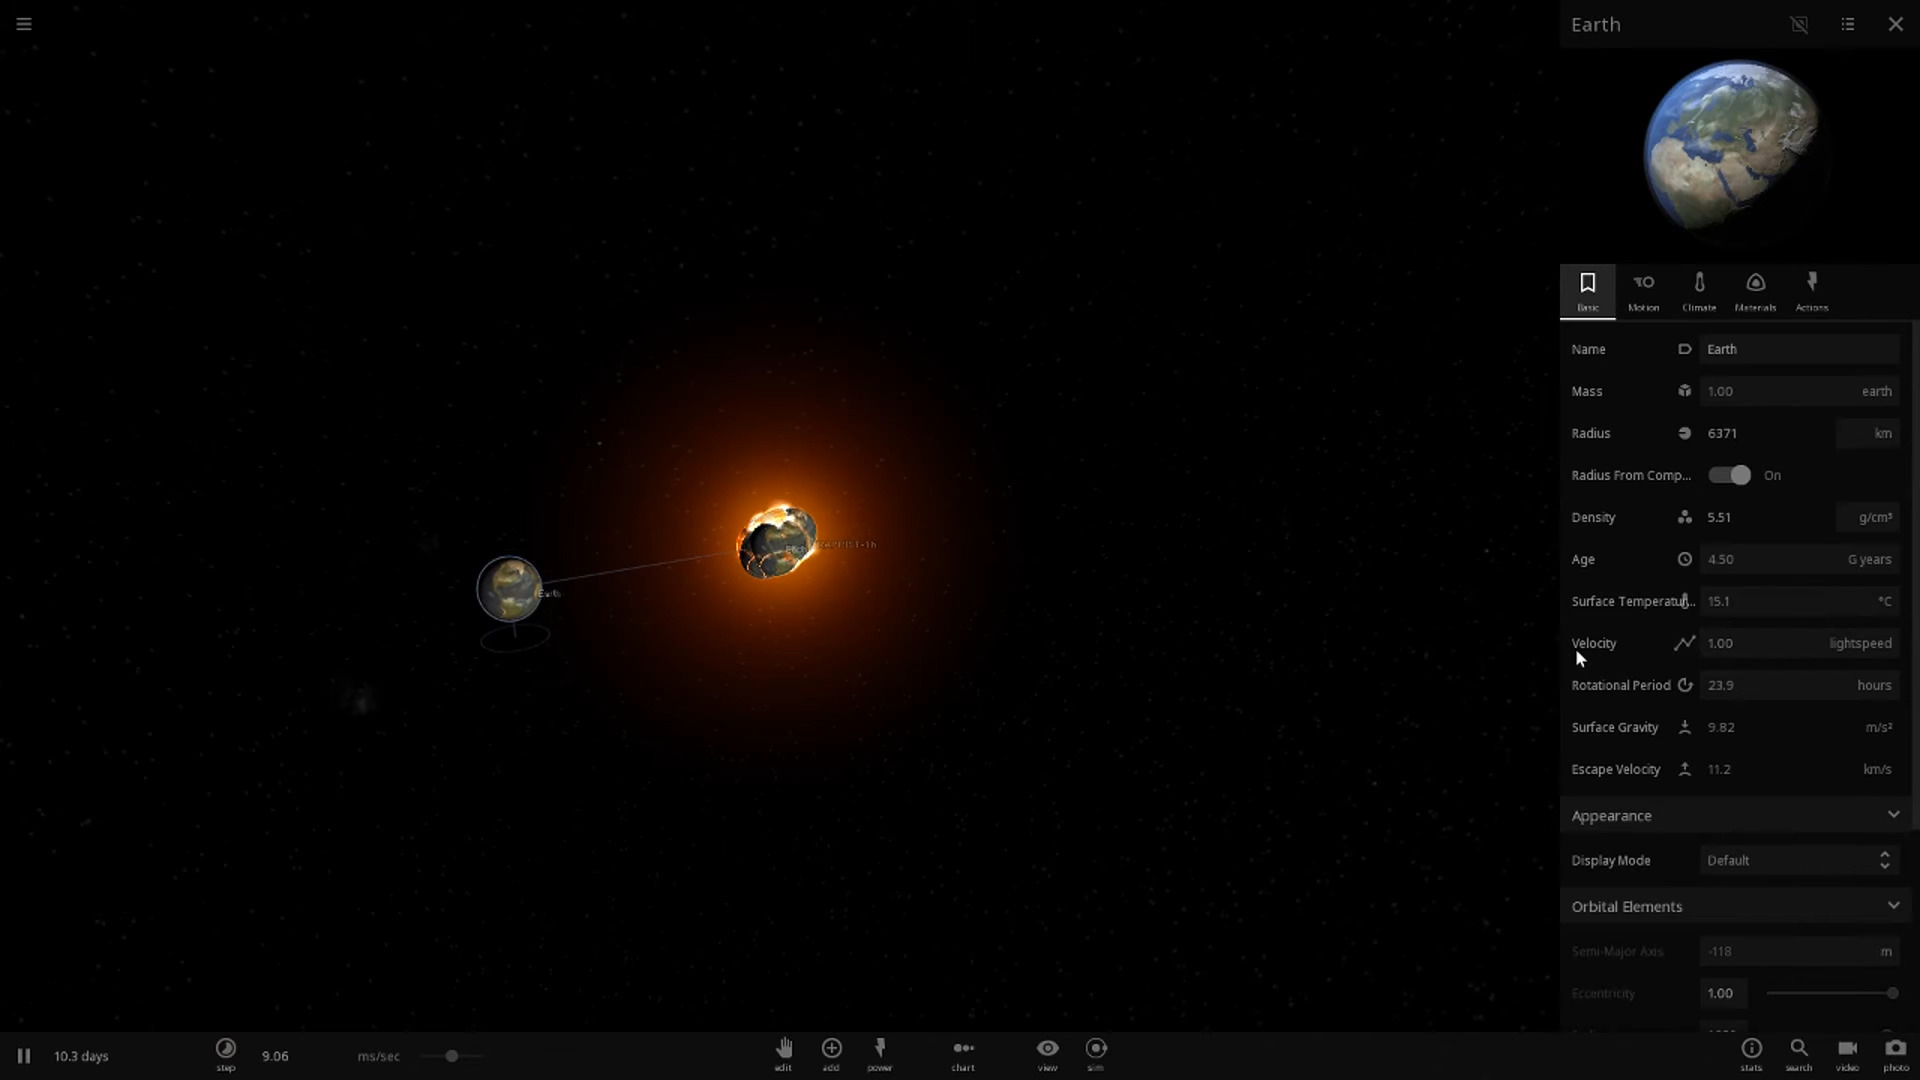 Earth
Basic
Motion
Climate
Materials
Actions
Name Earth
Mass 1.00 earth
Radius 6371 km
Radius From Comp... On
Density 5.51 g/cm³
Age 4.50 G years
Surface Temperatur... 15.1 °C
Velocity 1.00 lightspeed
Rotational Period 23.9 hours
Surface Gravity 9.82 m/s²
Escape Velocity 11.2 km/s
Appearance
Display Mode Default
Orbital Elements
Semi-Major Axis -118 m
Eccentricity 1.00
Earth
10.3 days
step
9.06 ms/sec
edit
add
power
chart
view
sim
stats
search
video
photo